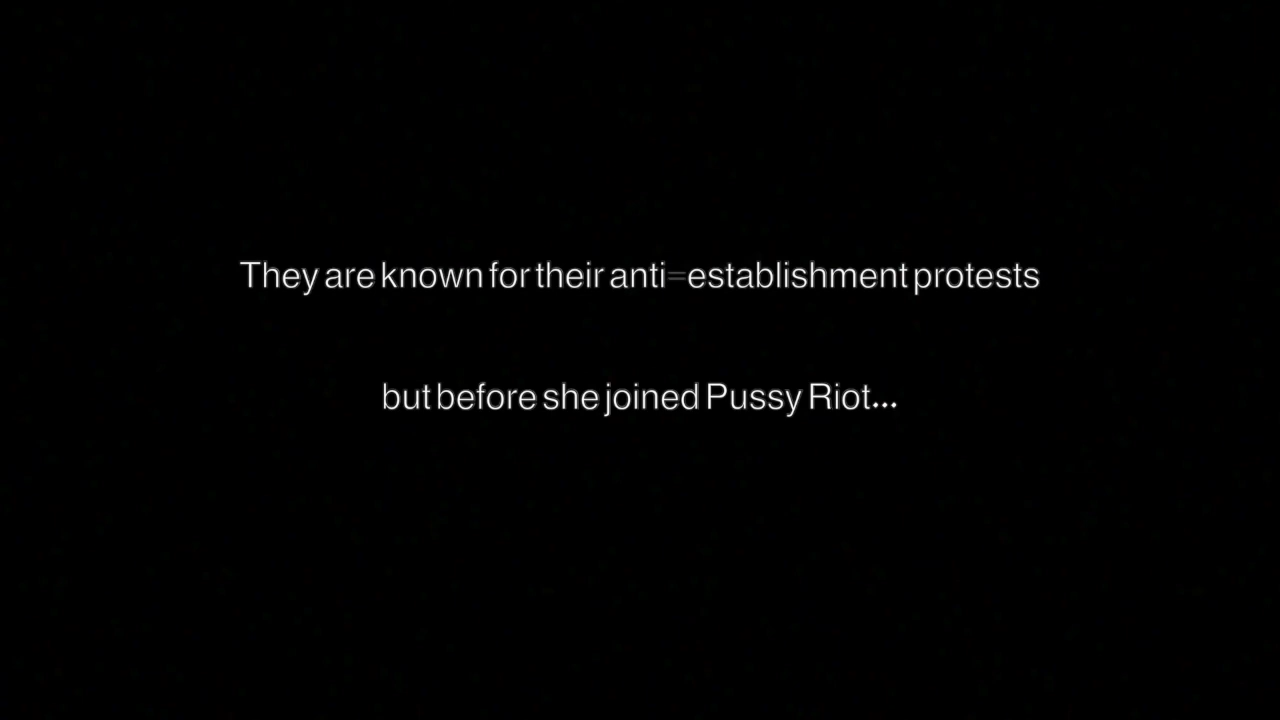 They are known for their anti-establishment protests
but before she joined Pussy Riot...